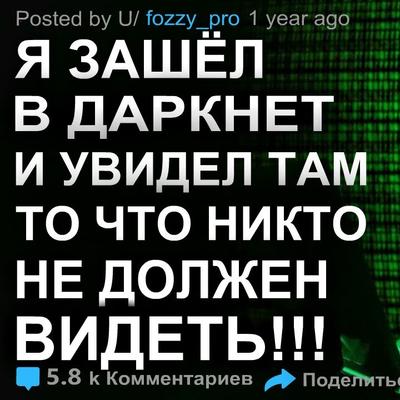 Posted by U/ fozzy_pro 1 year ago
Я ЗАШЁЛ
В ДАРКНЕТ
И УВИДЕЛ ТАМ
ТО ЧТО НИКТО
НЕ ДОЛЖЕН
ВИДЕТЬ!!!
5.8 k Комментариев Поделитьс